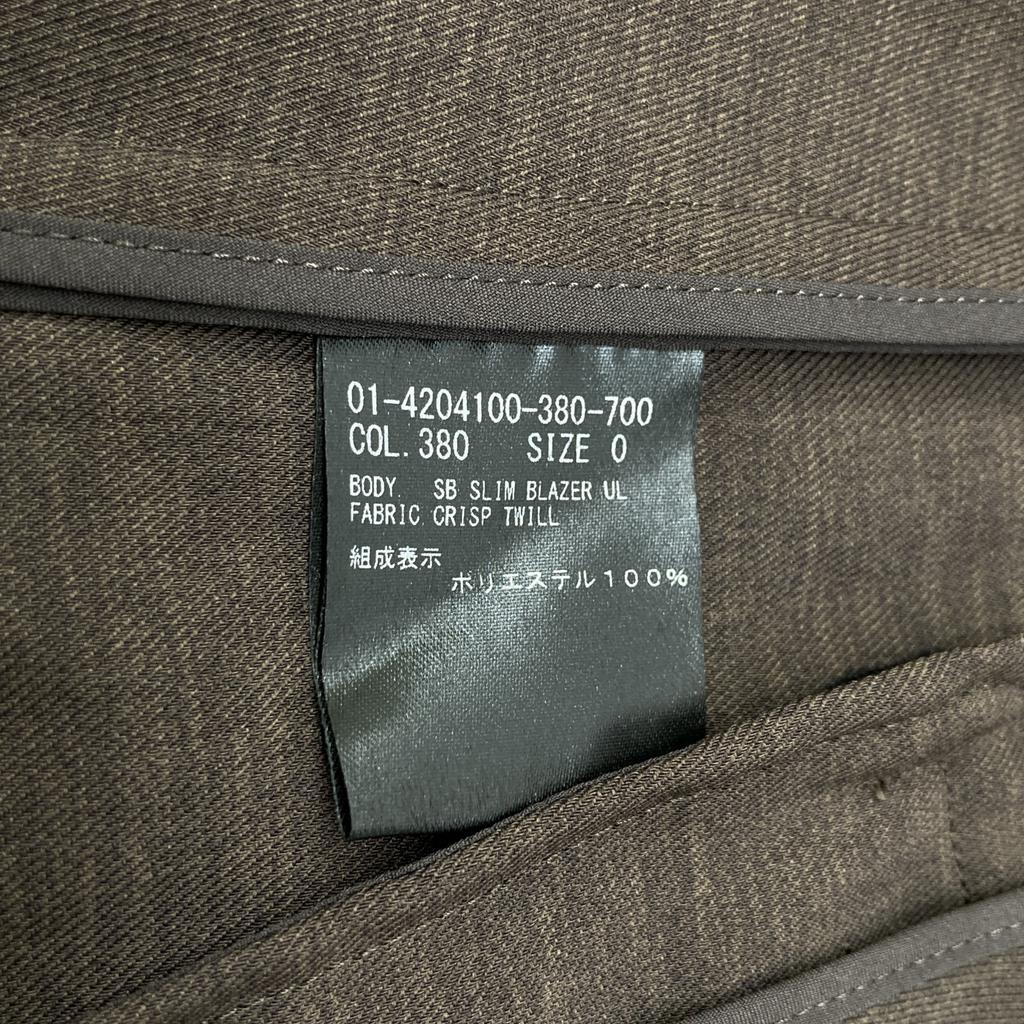 01-4204100-380-700
COL. 380 SIZE 0
BODY. SB SLIM BLAZER UL
FABRIC. CRISP TWILL
組成表示
ポリエステル１００％